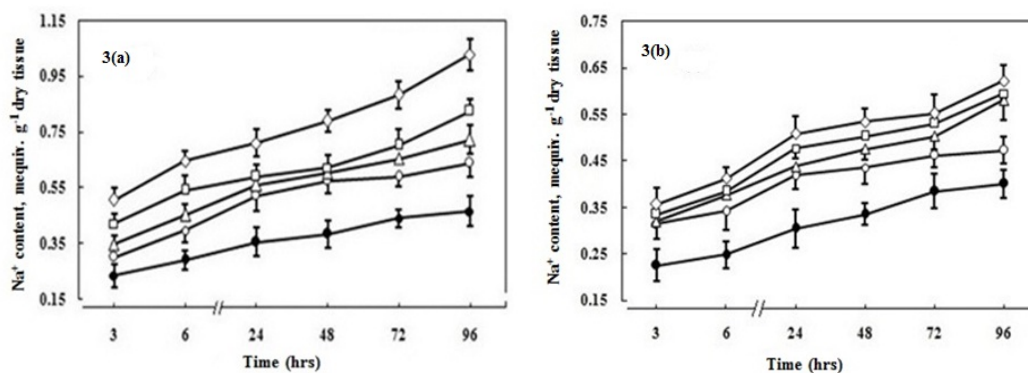 3(a)
Na⁺ content, mequiv. g⁻¹ dry tissue
1.15
0.95
0.75
0.55
0.35
0.15
3 6 24 48 72 96
Time (hrs)
3(b)
Na⁺ content, mequiv. g⁻¹ dry tissue
0.75
0.65
0.55
0.45
0.35
0.25
0.15
3 6 24 48 72 96
Time (hrs)